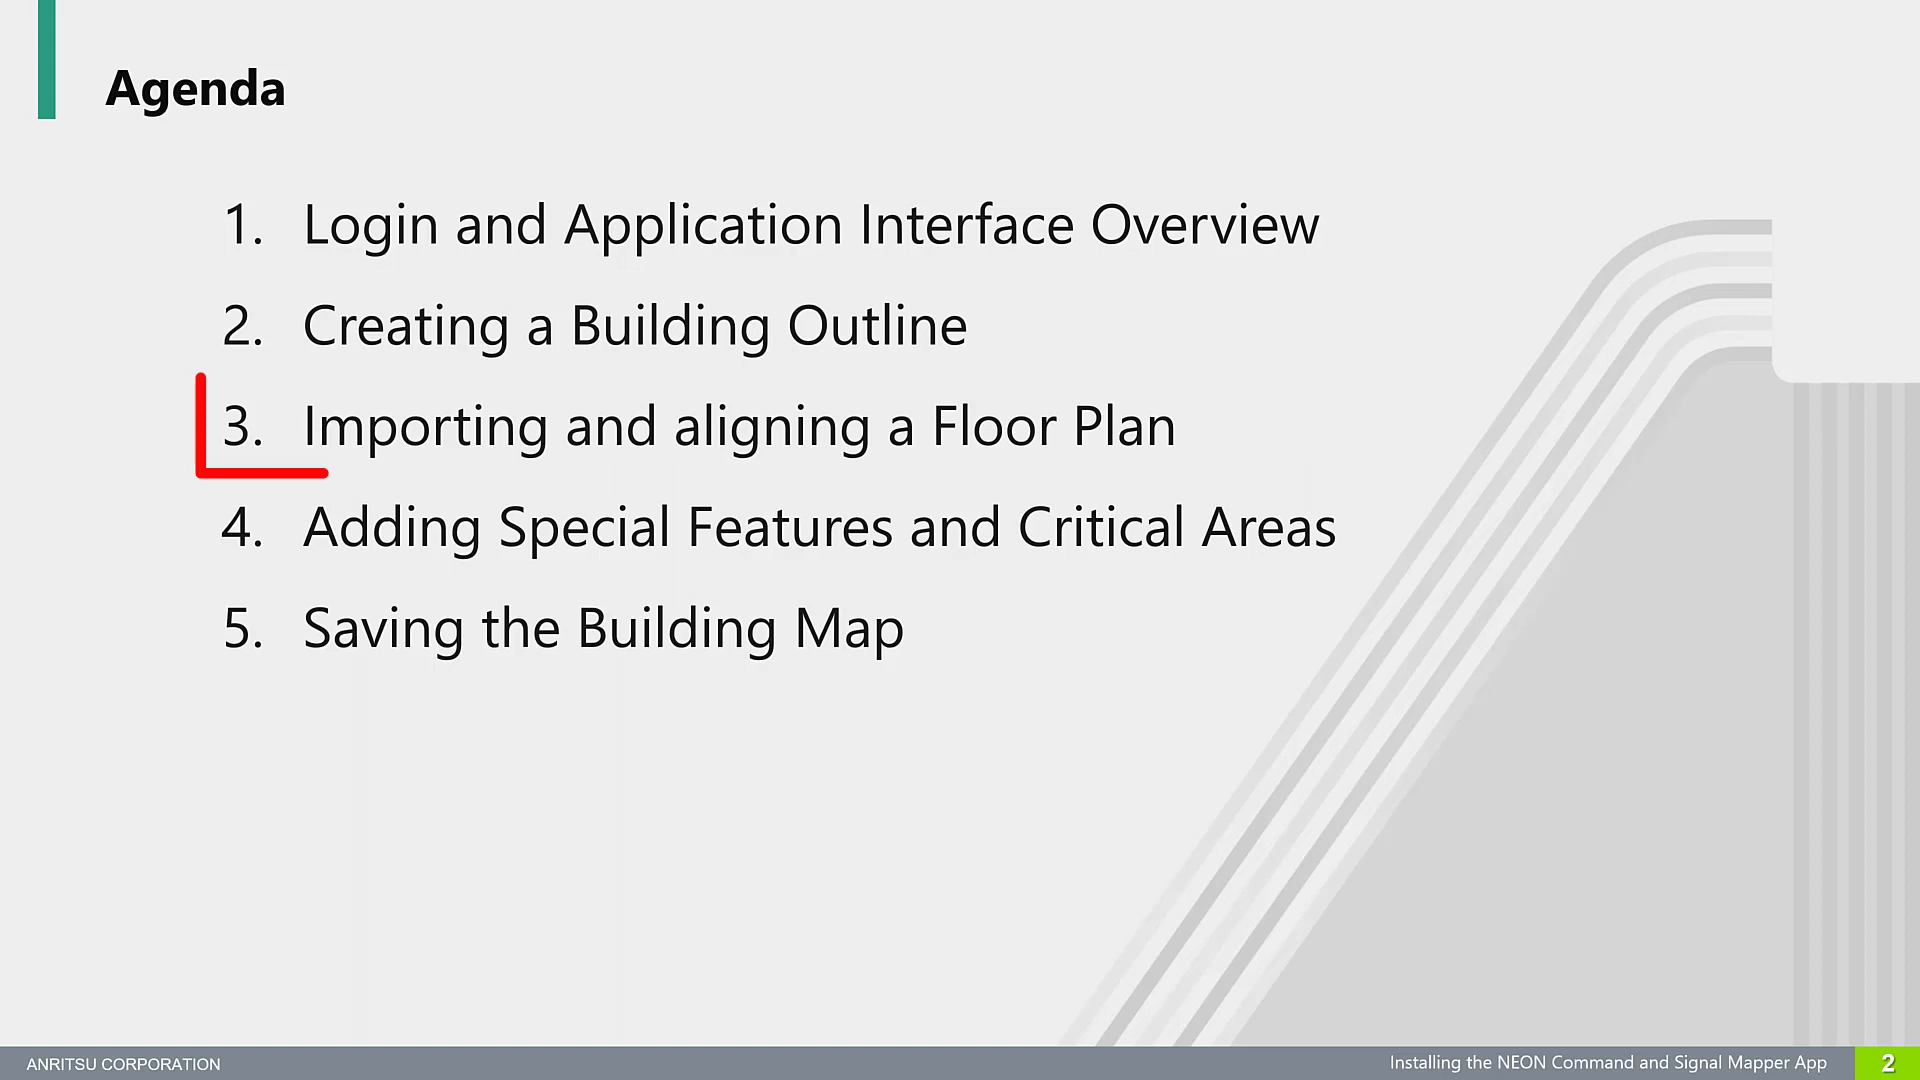 Agenda
1. Login and Application Interface Overview
2. Creating a Building Outline
3. Importing and aligning a Floor Plan
4. Adding Special Features and Critical Areas
5. Saving the Building Map
ANRITSU CORPORATION
Installing the NEON Command and Signal Mapper App
2